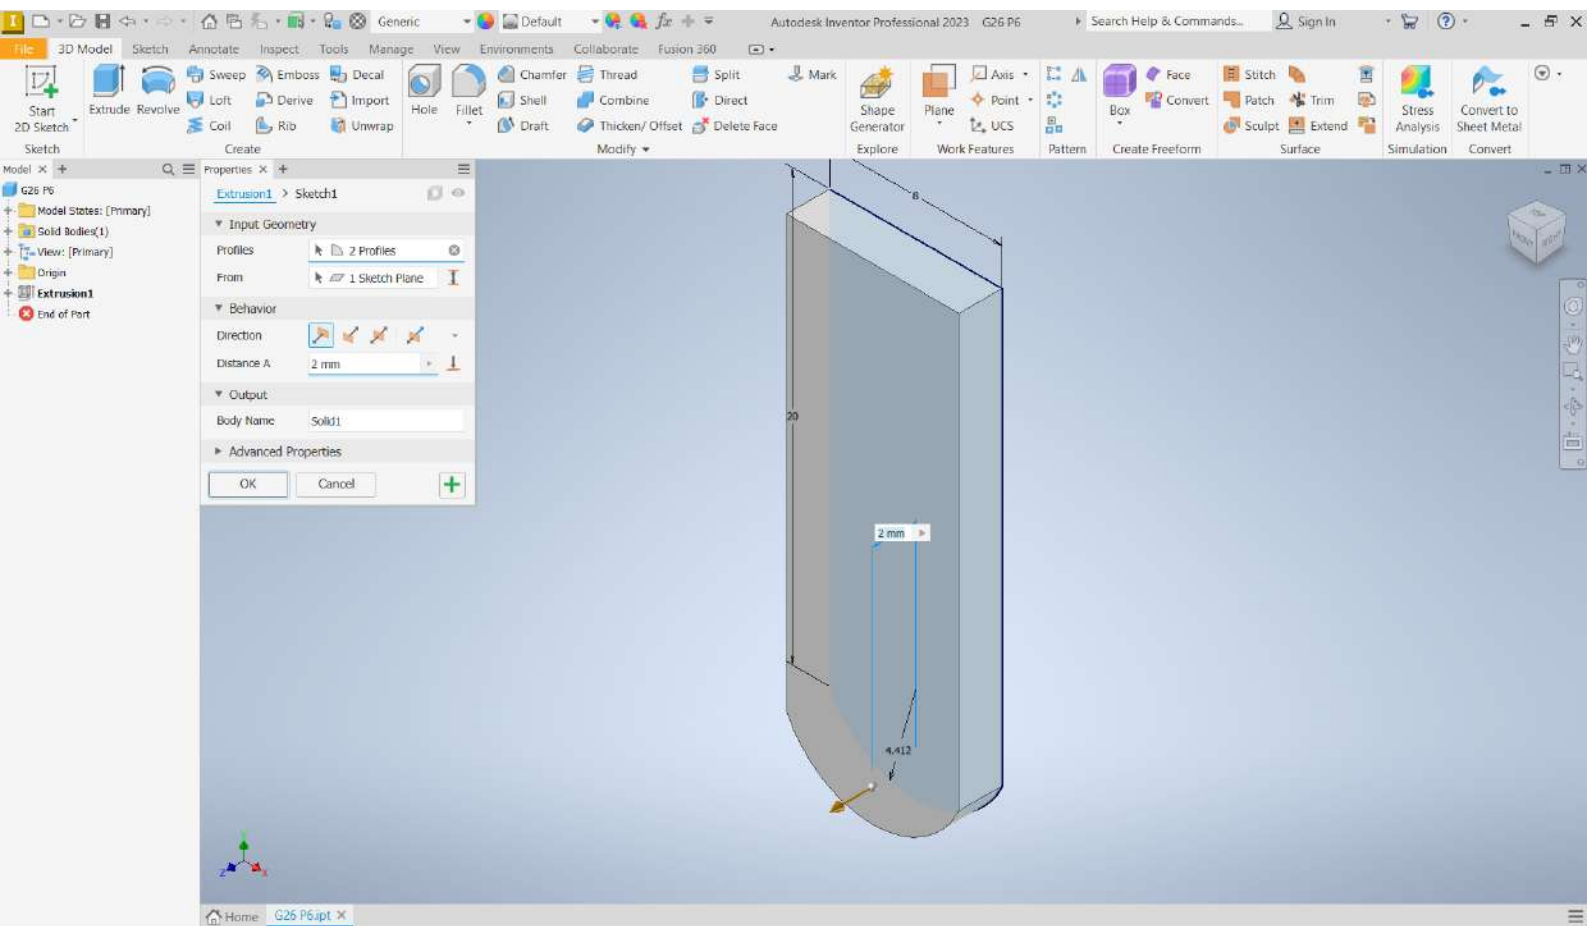 I Generic Default fx Autodesk Inventor Professional 2023 G26 P6 Search Help & Commands... Sign In ?
File 3D Model Sketch Annotate Inspect Tools Manage View Environments Collaborate Fusion 360
Sweep Emboss Decal Chamfer Thread Split Mark Axis Face Stitch
Start 2D Sketch Extrude Revolve Loft Derive Import Hole Fillet Shell Combine Direct Shape Generator Plane Point Box Convert Patch Trim Stress Analysis Convert to Sheet Metal
Coil Rib Unwrap Draft Thicken/ Offset Delete Face UCS Sculpt Extend
Sketch Create Modify Explore Work Features Pattern Create Freeform Surface Simulation Convert
Model × + Properties × +
G26 P6
Model States: [Primary]
Solid Bodies(1)
View: [Primary]
Origin
Extrusion1
End of Part
Extrusion1 > Sketch1
Input Geometry
Profiles 2 Profiles
From 1 Sketch Plane
Behavior
Direction
Distance A 2 mm
Output
Body Name Solid1
Advanced Properties
OK Cancel +
8
20
2 mm
4.412
Y
Z X
Home G26 P6.ipt ×